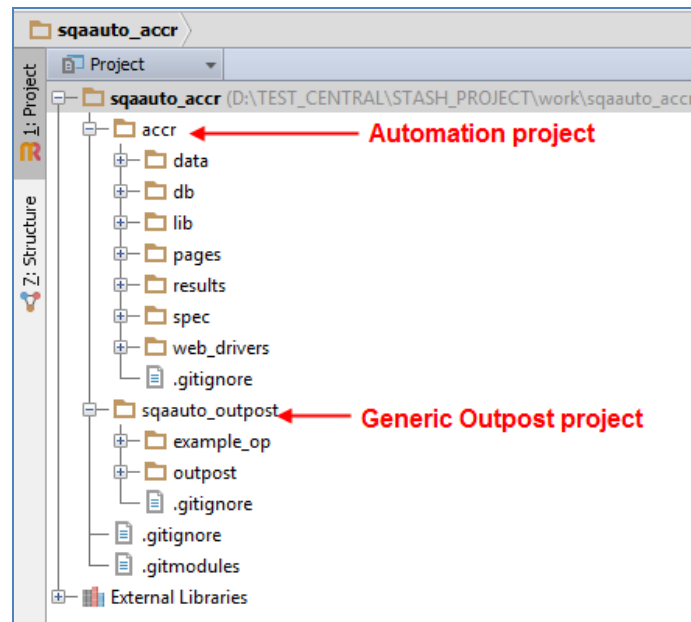 sqaauto_accr
1: Project
Project
sqaauto_accr (D:\TEST_CENTRAL\STASH_PROJECT\work\sqaauto_accr
accr
Automation project
data
db
lib
pages
results
spec
web_drivers
.gitignore
sqaauto_outpost
Generic Outpost project
example_op
outpost
.gitignore
.gitignore
.gitmodules
External Libraries
Z: Structure